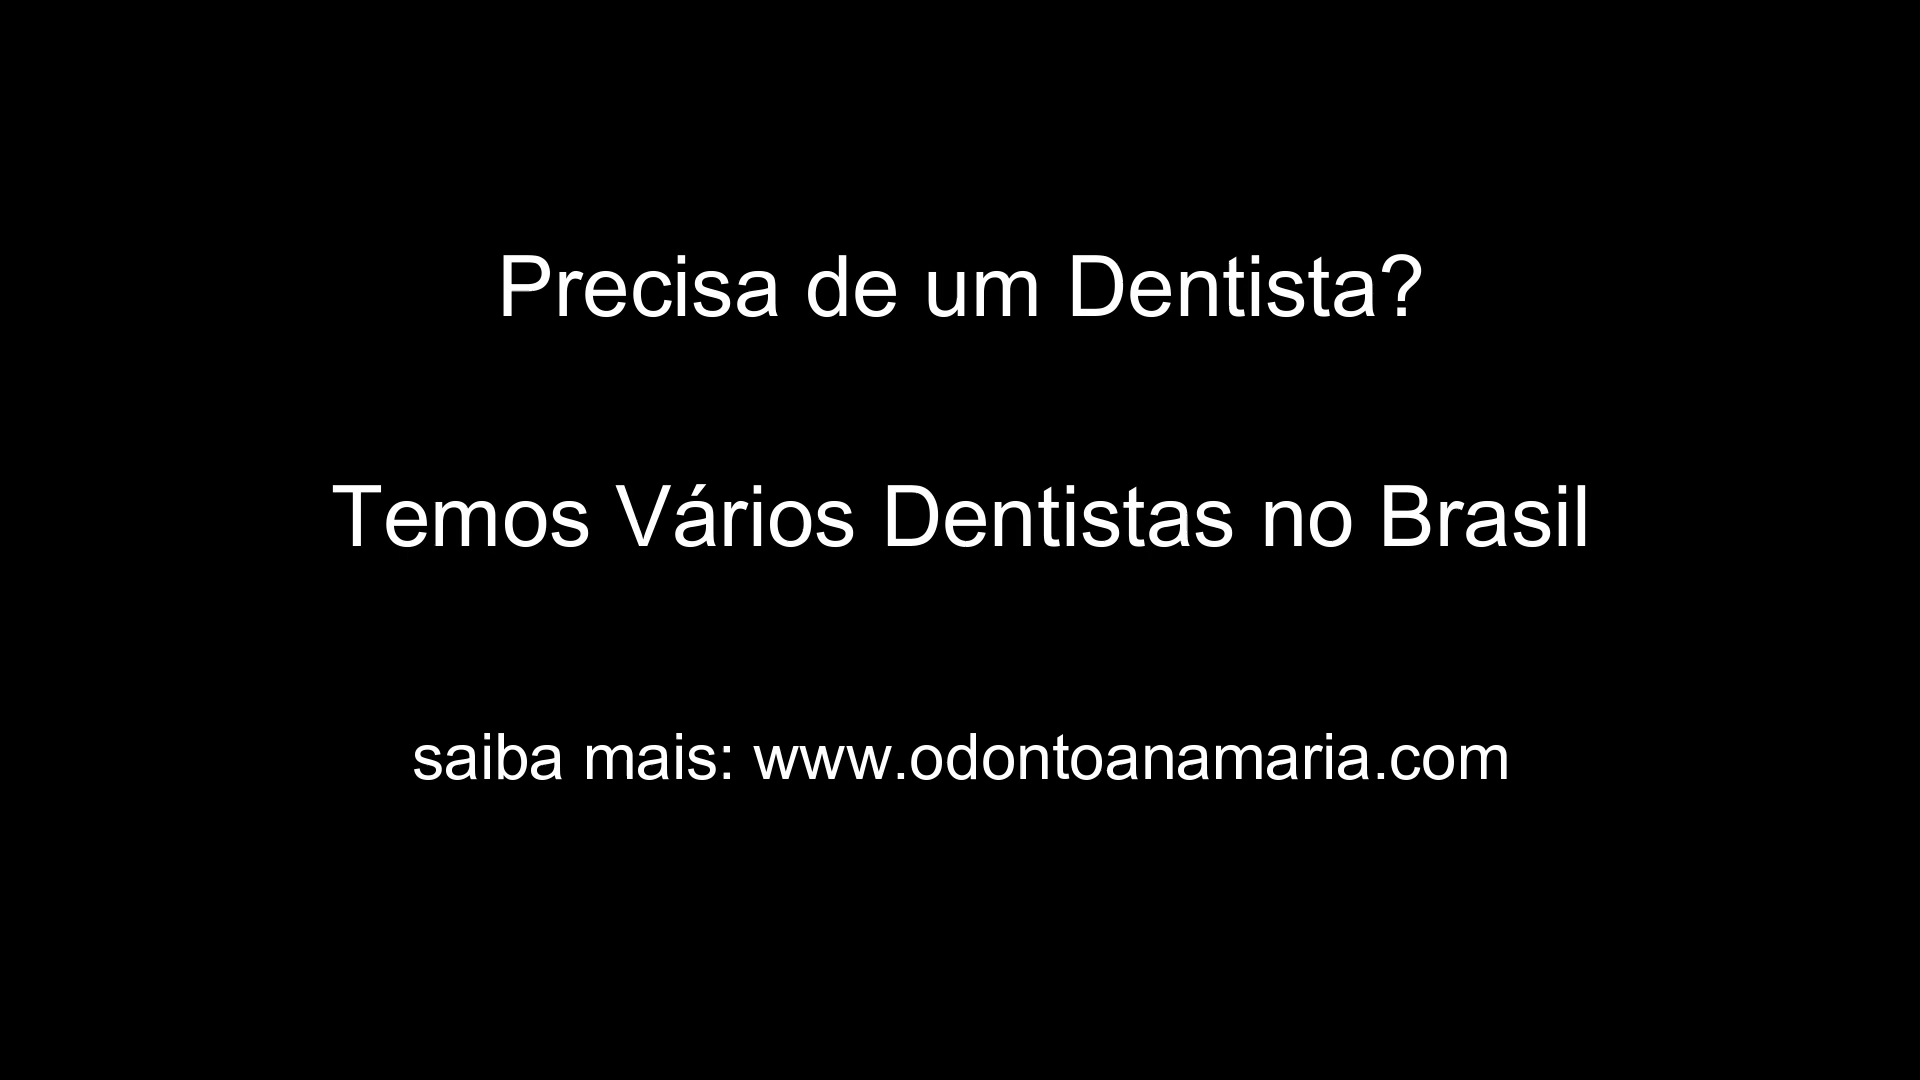 Precisa de um Dentista?
Temos Vários Dentistas no Brasil
saiba mais: www.odontoanamaria.com